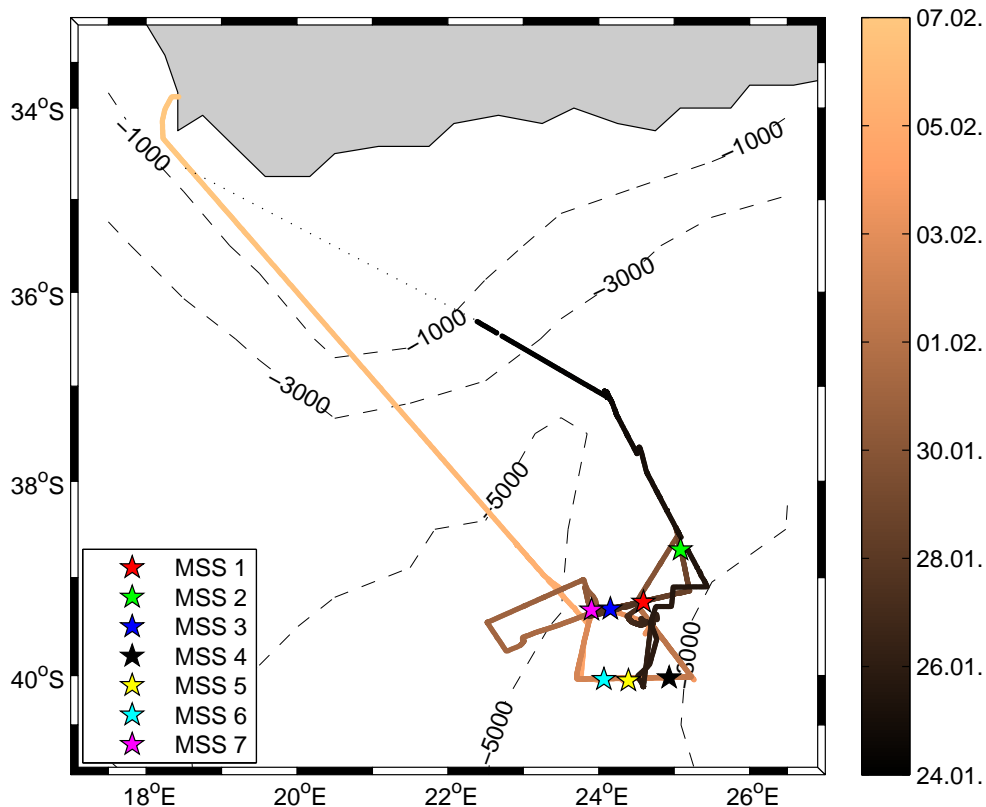 34°S
36°S
38°S
40°S
18°E
20°E
22°E
24°E
26°E
−1000
−1000
−1000
−3000
−3000
−5000
−5000
MSS 1
MSS 2
MSS 3
MSS 4
MSS 5
MSS 6
MSS 7
07.02.
05.02.
03.02.
01.02.
30.01.
28.01.
26.01.
24.01.